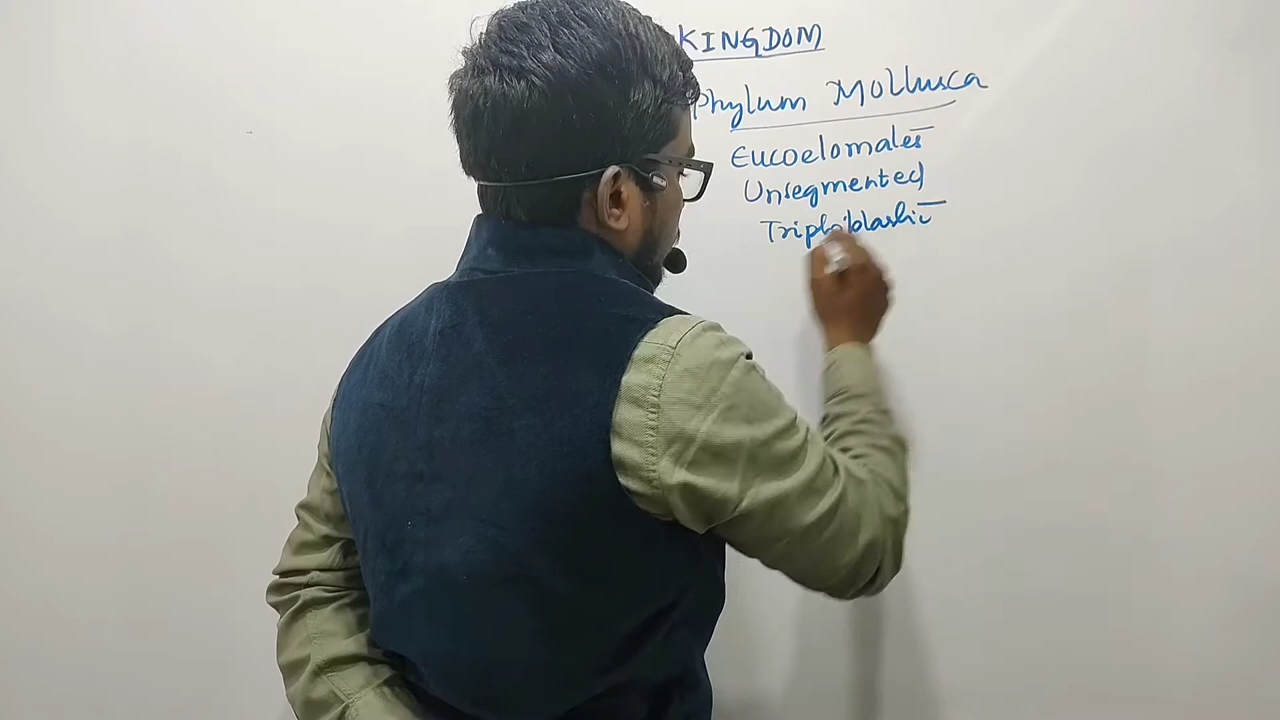 KINGDOM
Phylum Mollusca
Eucoelomates
Unsegmented
Triploblastic